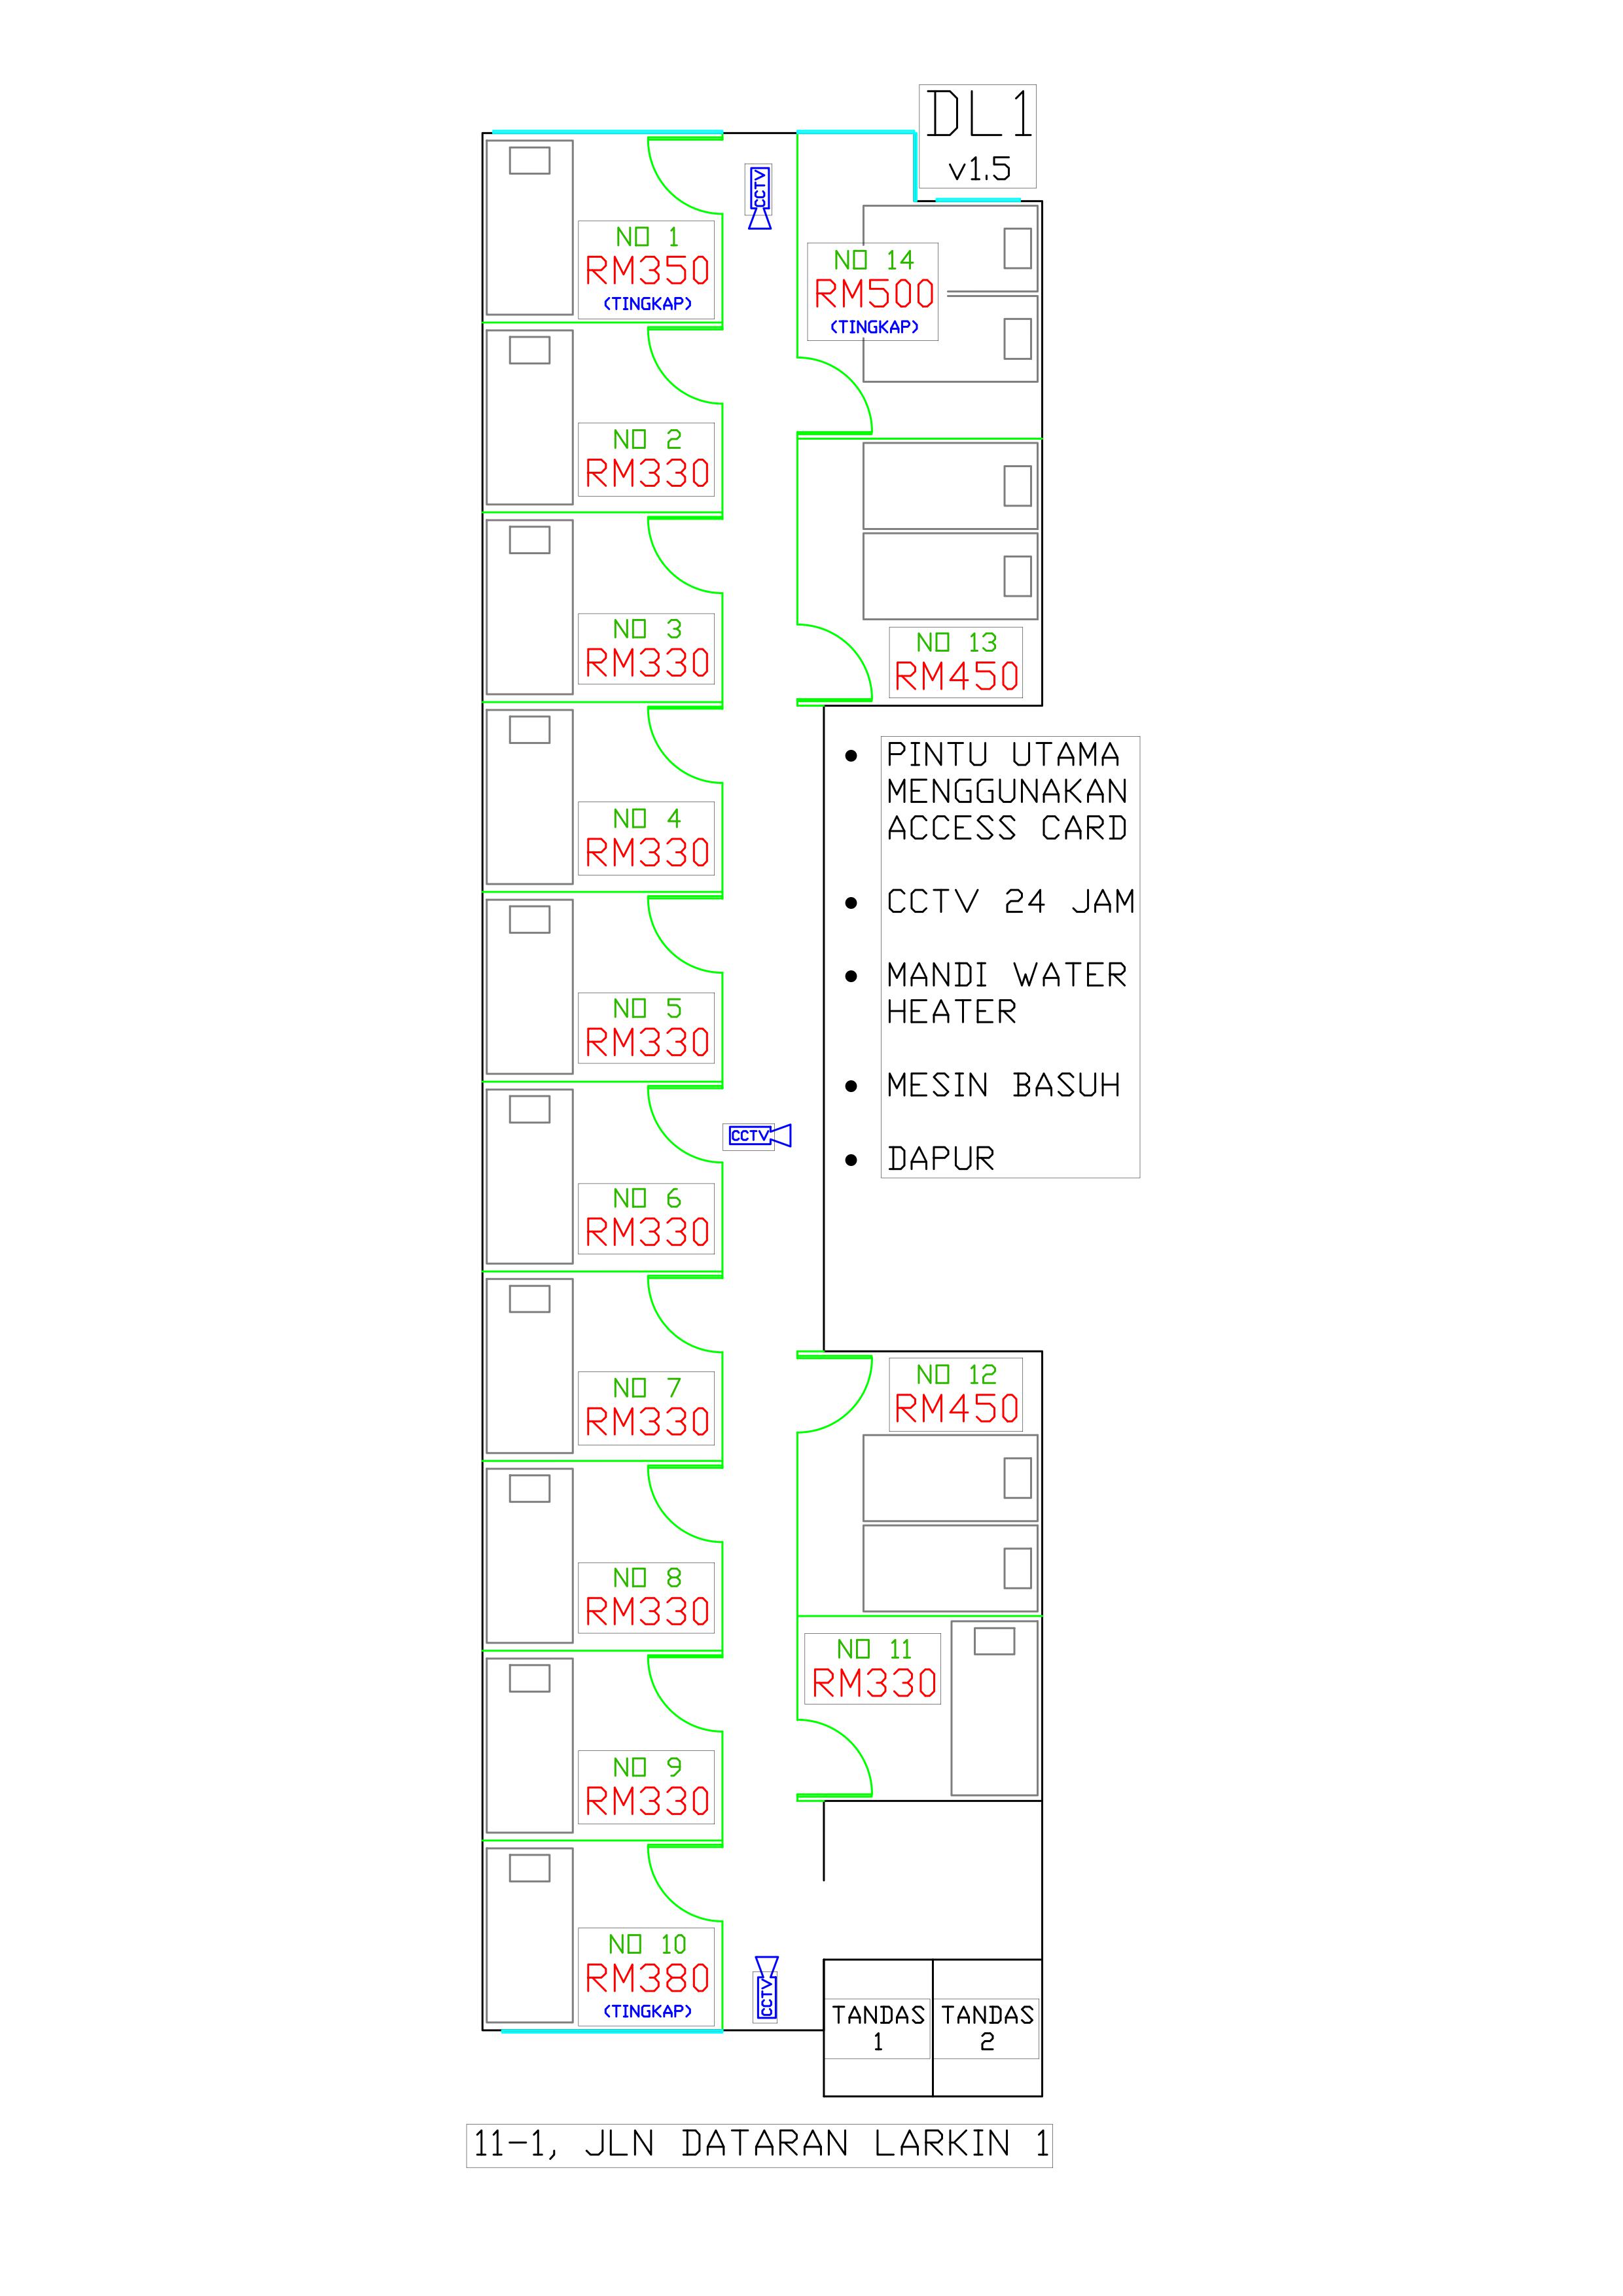 DL1
v1.5
CCTV
NO 1
RM350
(TINGKAP)
NO 14
RM500
(TINGKAP)
NO 2
RM330
NO 3
RM330
NO 13
RM450
NO 4
RM330
• PINTU UTAMA
MENGGUNAKAN
ACCESS CARD
• CCTV 24 JAM
• MANDI WATER
HEATER
• MESIN BASUH
• DAPUR
NO 5
RM330
CCTV
NO 6
RM330
NO 7
RM330
NO 12
RM450
NO 8
RM330
NO 11
RM330
NO 9
RM330
NO 10
RM380
(TINGKAP)
CCTV
TANDAS
1
TANDAS
2
11-1, JLN DATARAN LARKIN 1